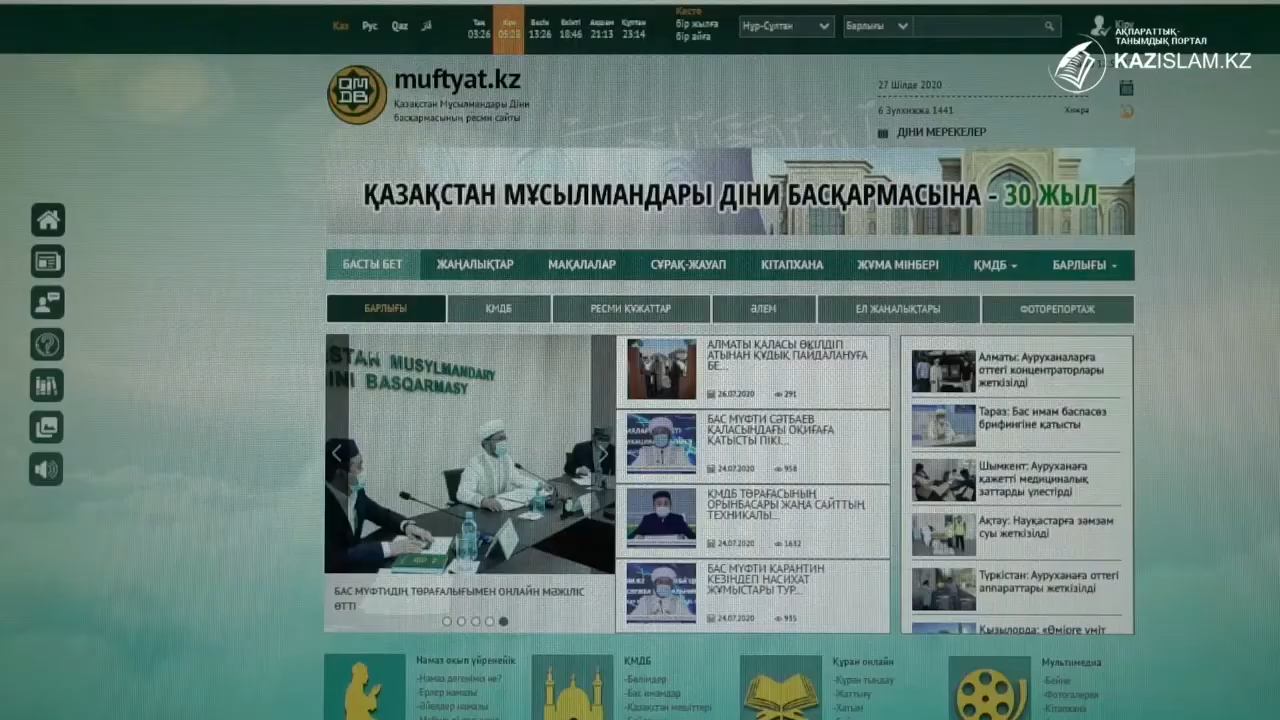 Қаз Рус Qaz
Таң Күн Бесін Екінті Ақшам Құптан
03:26 05:28 13:26 18:46 21:13 23:14
Кесте
бір жылға
бір айға
Нұр-Сұлтан
Барлығы
Кіру
АҚПАРАТТЫҚ-
ТАНЫМДЫҚ ПОРТАЛ
KAZISLAM.KZ
muftyat.kz
Қазақстан Мұсылмандары Діни
басқармасының ресми сайты
27 Шілде 2020
6 Зулхижжа 1441
Хижра
ДІНИ МЕРЕКЕЛЕР
ҚАЗАҚСТАН МҰСЫЛМАНДАРЫ ДІНИ БАСҚАРМАСЫНА - 30 ЖЫЛ
БАСТЫ БЕТ ЖАҢАЛЫҚТАР МАҚАЛАЛАР СҰРАҚ-ЖАУАП КІТАПХАНА ЖҰМА МІНБЕРІ ҚМДБ БАРЛЫҒЫ
БАРЛЫҒЫ ҚМДБ РЕСМИ ҚҰЖАТТАР ӘЛЕМ ЕЛ ЖАҢАЛЫҚТАРЫ ФОТОРЕПОРТАЖ
STAN MUSYLMANDARY
INI BASQARMASY
БАС МҮФТИДІҢ ТӨРАҒАЛЫҒЫМЕН ОНЛАЙН МӘЖІЛІС
ӨТТІ
АЛМАТЫ ҚАЛАСЫ ӘКІЛДІГІ
АТЫНАН ҚҰДЫҚ ПАЙДАЛАНУҒА
БЕ...
26.07.2020 291
БАС МҮФТИ СӘТБАЕВ
ҚАЛАСЫНДАҒЫ ОҚИҒАҒА
ҚАТЫСТЫ ПІКІ...
24.07.2020 958
ҚМДБ ТӨРАҒАСЫНЫҢ
ОРЫНБАСАРЫ ЖАҢА САЙТТЫҢ
ТЕХНИКАЛЫ...
24.07.2020 1632
БАС МҮФТИ КАРАНТИН
КЕЗІНДЕГІ НАСИХАТ
ЖҰМЫСТАРЫ ТУР...
24.07.2020 935
Алматы: Ауруханаларға
оттегі концентраторлары
жеткізілді
Тараз: Бас имам баспасөз
брифингіне қатысты
Шымкент: Ауруханаға
қажетті медициналық
заттарды үлестірді
Ақтау: Науқастарға зәмзәм
суы жеткізілді
Түркістан: Ауруханаға оттегі
аппараттары жеткізілді
Қызылорда: «Өмірге үміт
Намаз оқып үйренейік
-Намаз дегеніміз не?
-Ерлер намазы
-Әйелдер намазы
ҚМДБ
-Бөлімдер
-Бас имамдар
-Қазақстан мешіттері
Құран онлайн
-Құран тыңдау
-Жаттығу
-Хатым
Мультимедиа
-Бейне
-Фотогалерея
-Кітапхана